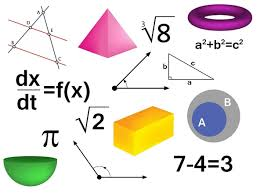 ∛8
a²+b²=c²
b
c
a
dx/dt=f(x)
√2
B
A
π
7-4=3